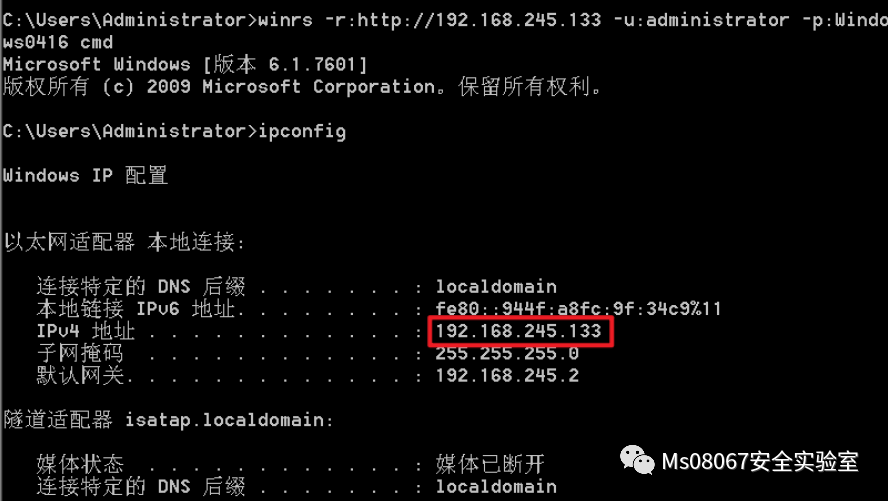 C:\Users\Administrator>winrs -r:http://192.168.245.133 -u:administrator -p:Windo
ws0416 cmd
Microsoft Windows [版本 6.1.7601]
版权所有 (c) 2009 Microsoft Corporation。保留所有权利。
C:\Users\Administrator>ipconfig
Windows IP 配置
以太网适配器 本地连接:
连接特定的 DNS 后缀 . . . . . . . : localdomain
本地链接 IPv6 地址. . . . . . . . : fe80::944f:a8fc:9f:34c9%11
IPv4 地址 . . . . . . . . . . . . : 192.168.245.133
子网掩码 . . . . . . . . . . . . : 255.255.255.0
默认网关. . . . . . . . . . . . . : 192.168.245.2
隧道适配器 isatap.localdomain:
媒体状态 . . . . . . . . . . . . : 媒体已断开
连接特定的 DNS 后缀 . . . . . . . : localdomain
Ms08067安全实验室